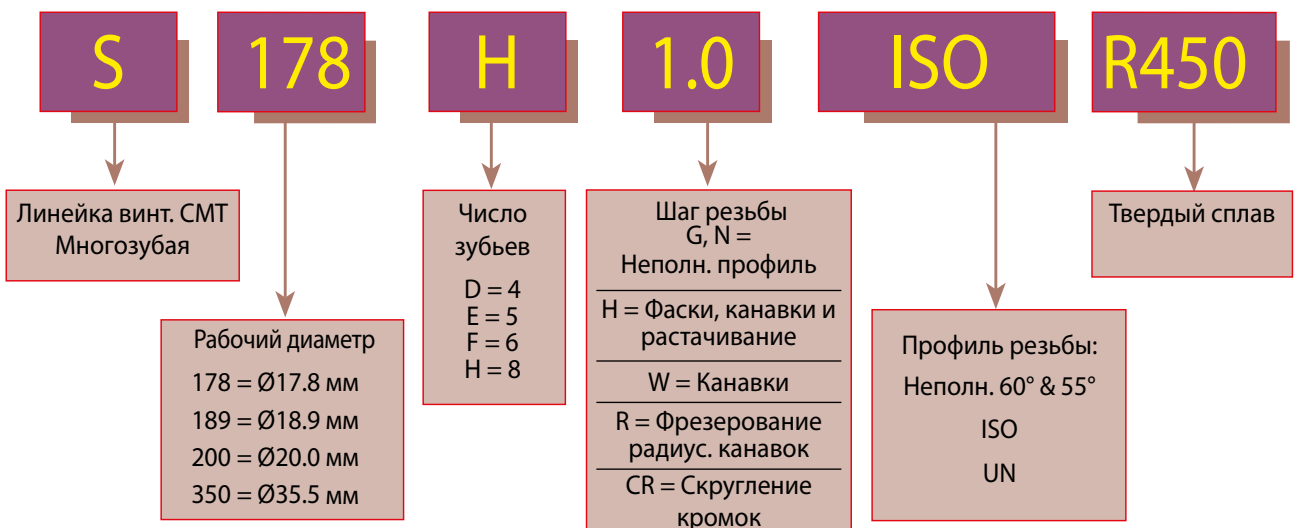 S 178 H 1.0 ISO R450
Линейка винт. СМТ
Многозубая
Рабочий диаметр
178 = Ø17.8 мм
189 = Ø18.9 мм
200 = Ø20.0 мм
350 = Ø35.5 мм
Число
зубьев
D = 4
E = 5
F = 6
H = 8
Шаг резьбы
G, N =
Неполн. профиль
H = Фаски, канавки и
растачивание
W = Канавки
R = Фрезерование
радиус. канавок
CR = Скругление
кромок
Профиль резьбы:
Неполн. 60° & 55°
ISO
UN
Твердый сплав